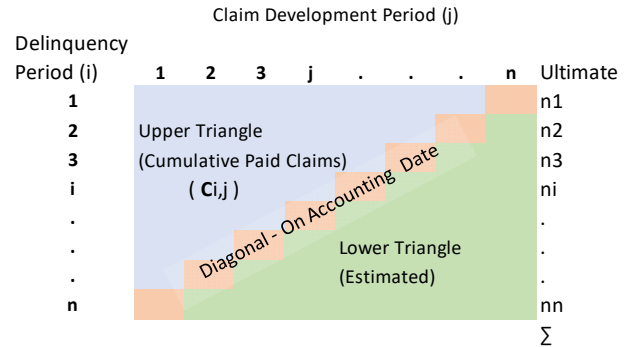 Claim Development Period (j)
Delinquency
Period (i) 1 2 3 j . . . n Ultimate
1 n1
2 Upper Triangle n2
3 (Cumulative Paid Claims) n3
i ( Ci,j ) ni
. .
. Lower Triangle .
. (Estimated) .
n nn
∑
Diagonal - On Accounting Date